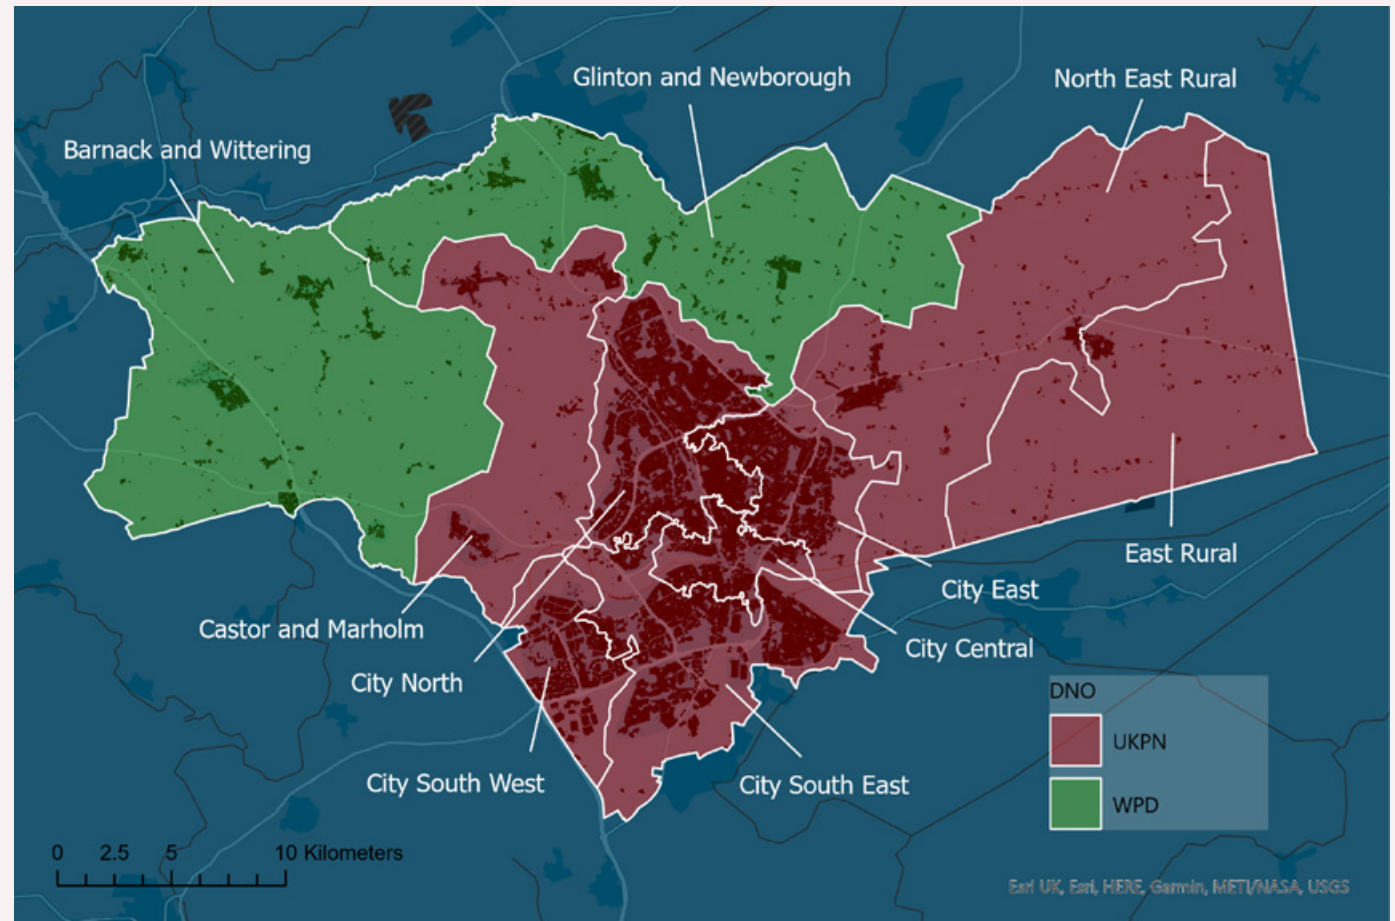 Glinton and Newborough
North East Rural
Barnack and Wittering
East Rural
City East
Castor and Marholm
City Central
City North
DNO
UKPN
City South West
City South East
WPD
0 2.5 5 10 Kilometers
Esri UK, Esri, HERE, Garmin, METI/NASA, USGS